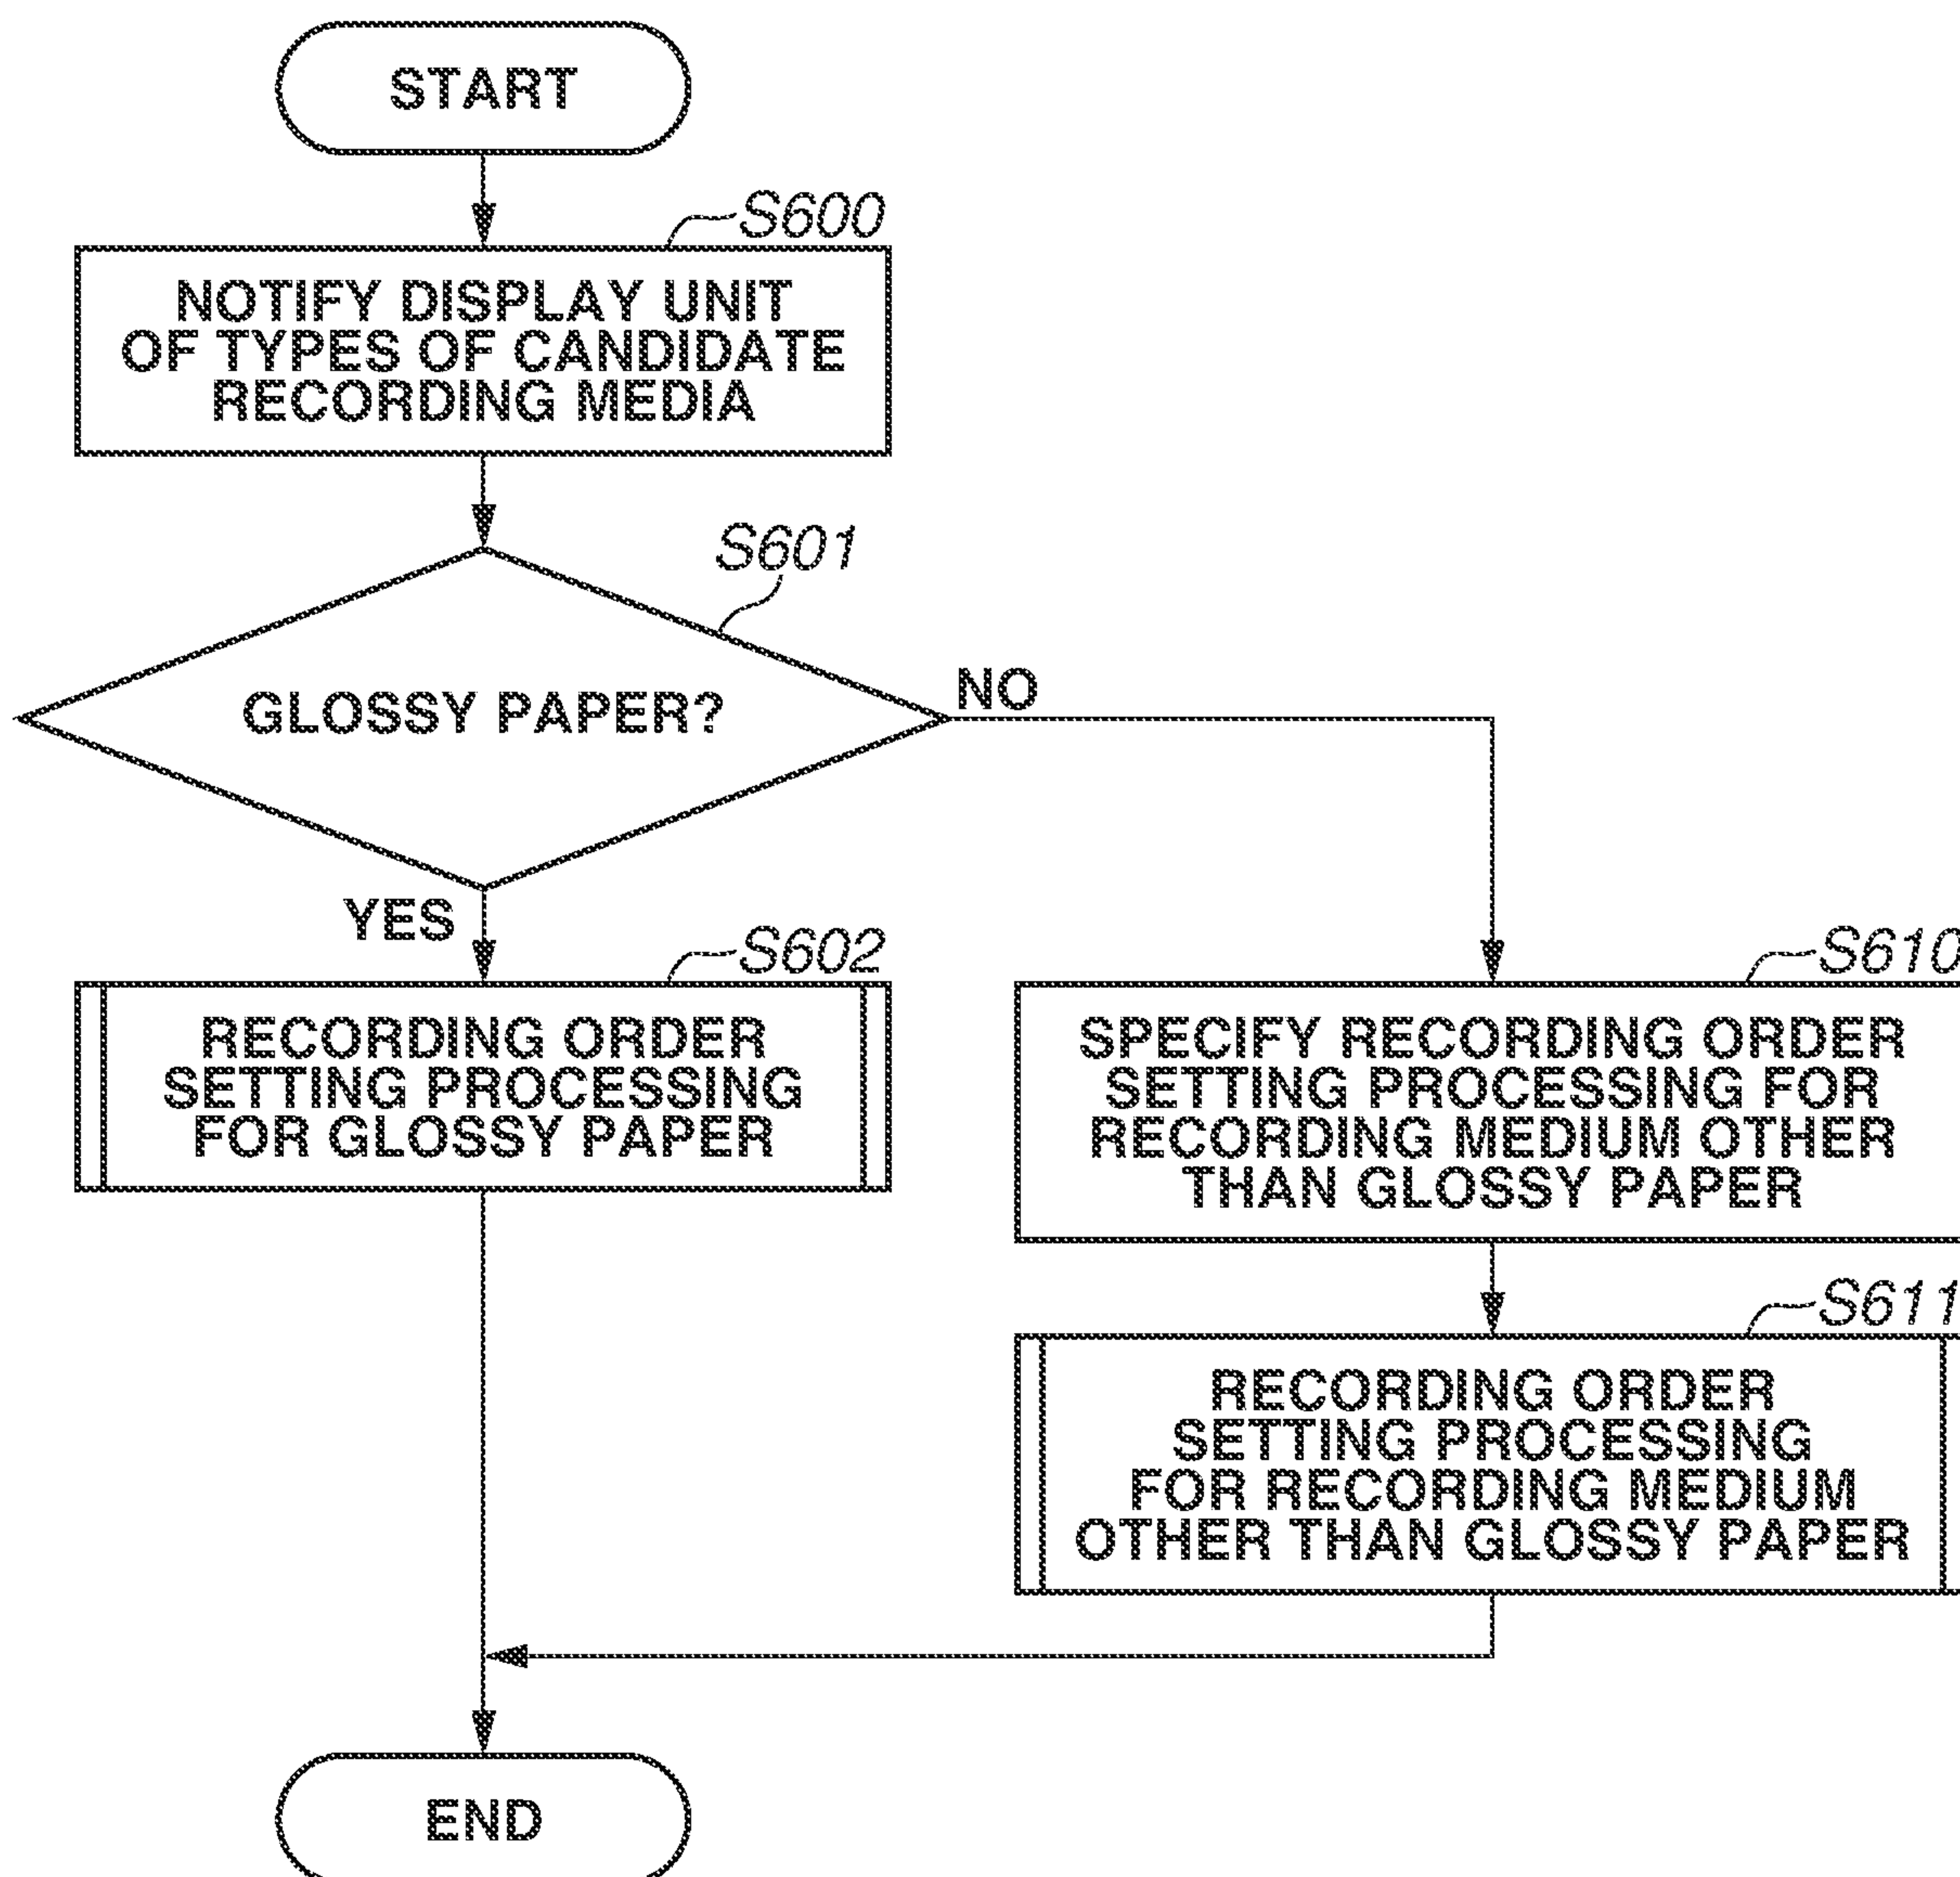 START
S600
NOTIFY DISPLAY UNIT
OF TYPES OF CANDIDATE
RECORDING MEDIA
S601
GLOSSY PAPER?
NO
YES
S602
RECORDING ORDER
SETTING PROCESSING
FOR GLOSSY PAPER
S610
SPECIFY RECORDING ORDER
SETTING PROCESSING FOR
RECORDING MEDIUM OTHER
THAN GLOSSY PAPER
S611
RECORDING ORDER
SETTING PROCESSING
FOR RECORDING MEDIUM
OTHER THAN GLOSSY PAPER
END